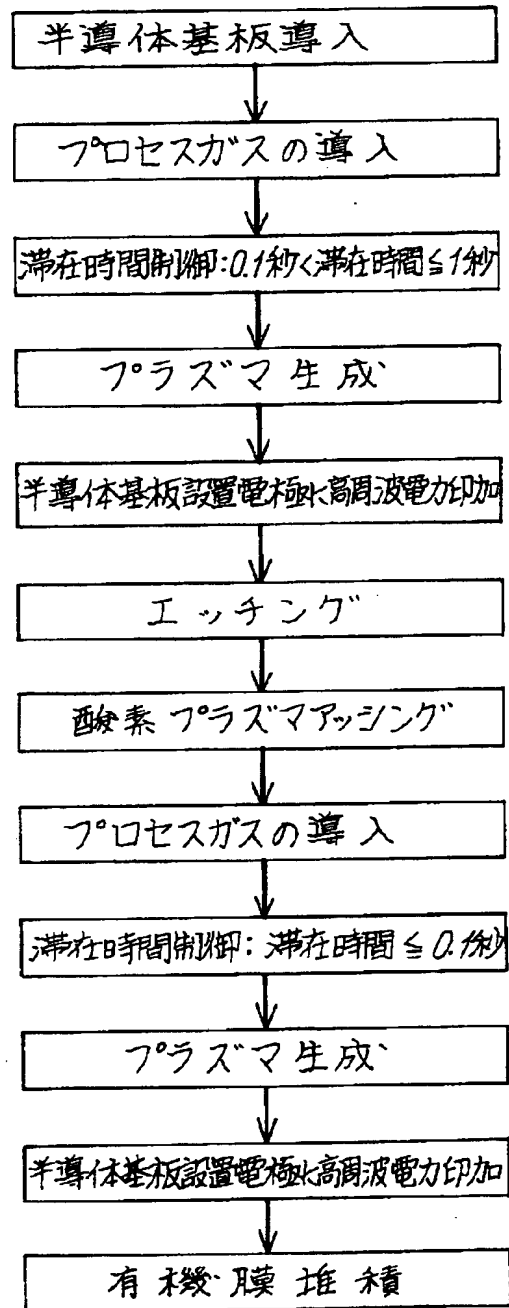 半導体基板導入
プロセスガスの導入
滞在時間制御:0.1秒<滞在時間≦1秒
プラズマ生成
半導体基板設置電極に高周波電力印加
エッチング
酸素プラズマアッシング
プロセスガスの導入
滞在時間制御:滞在時間≦0.1秒
プラズマ生成
半導体基板設置電極に高周波電力印加
有機膜堆積